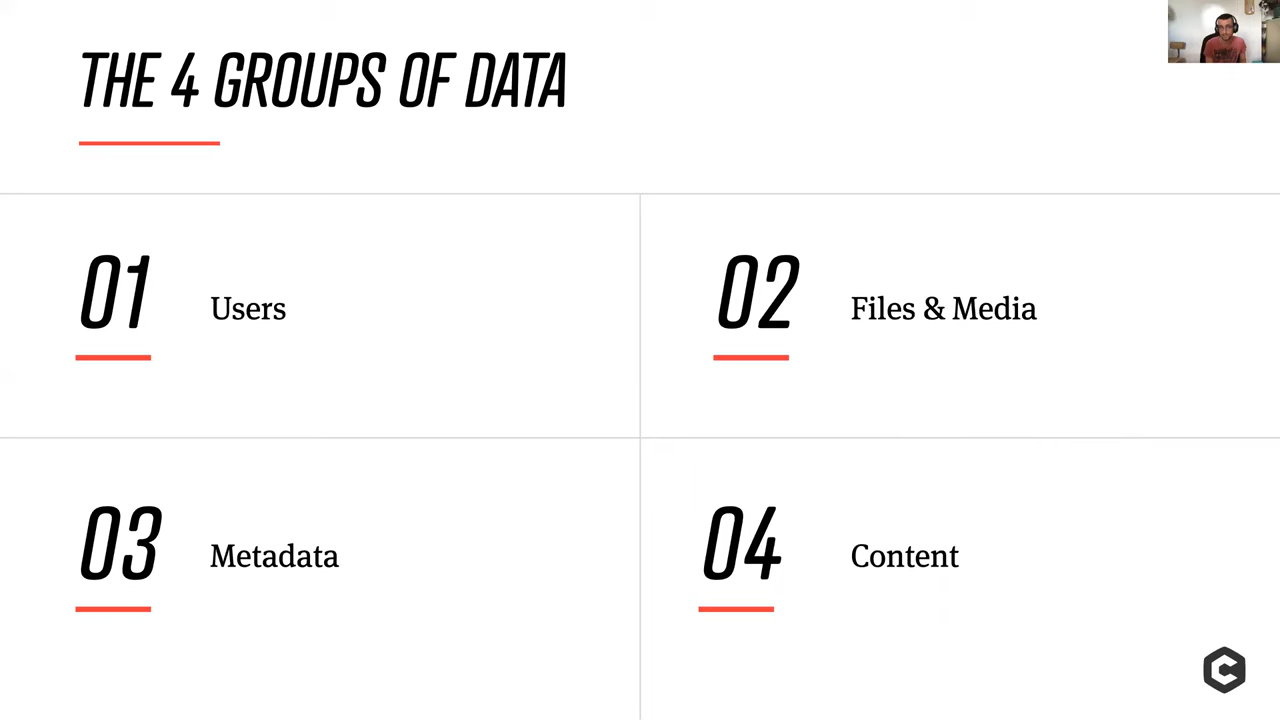 THE 4 GROUPS OF DATA
01
Users
02
Files & Media
03
Metadata
04
Content